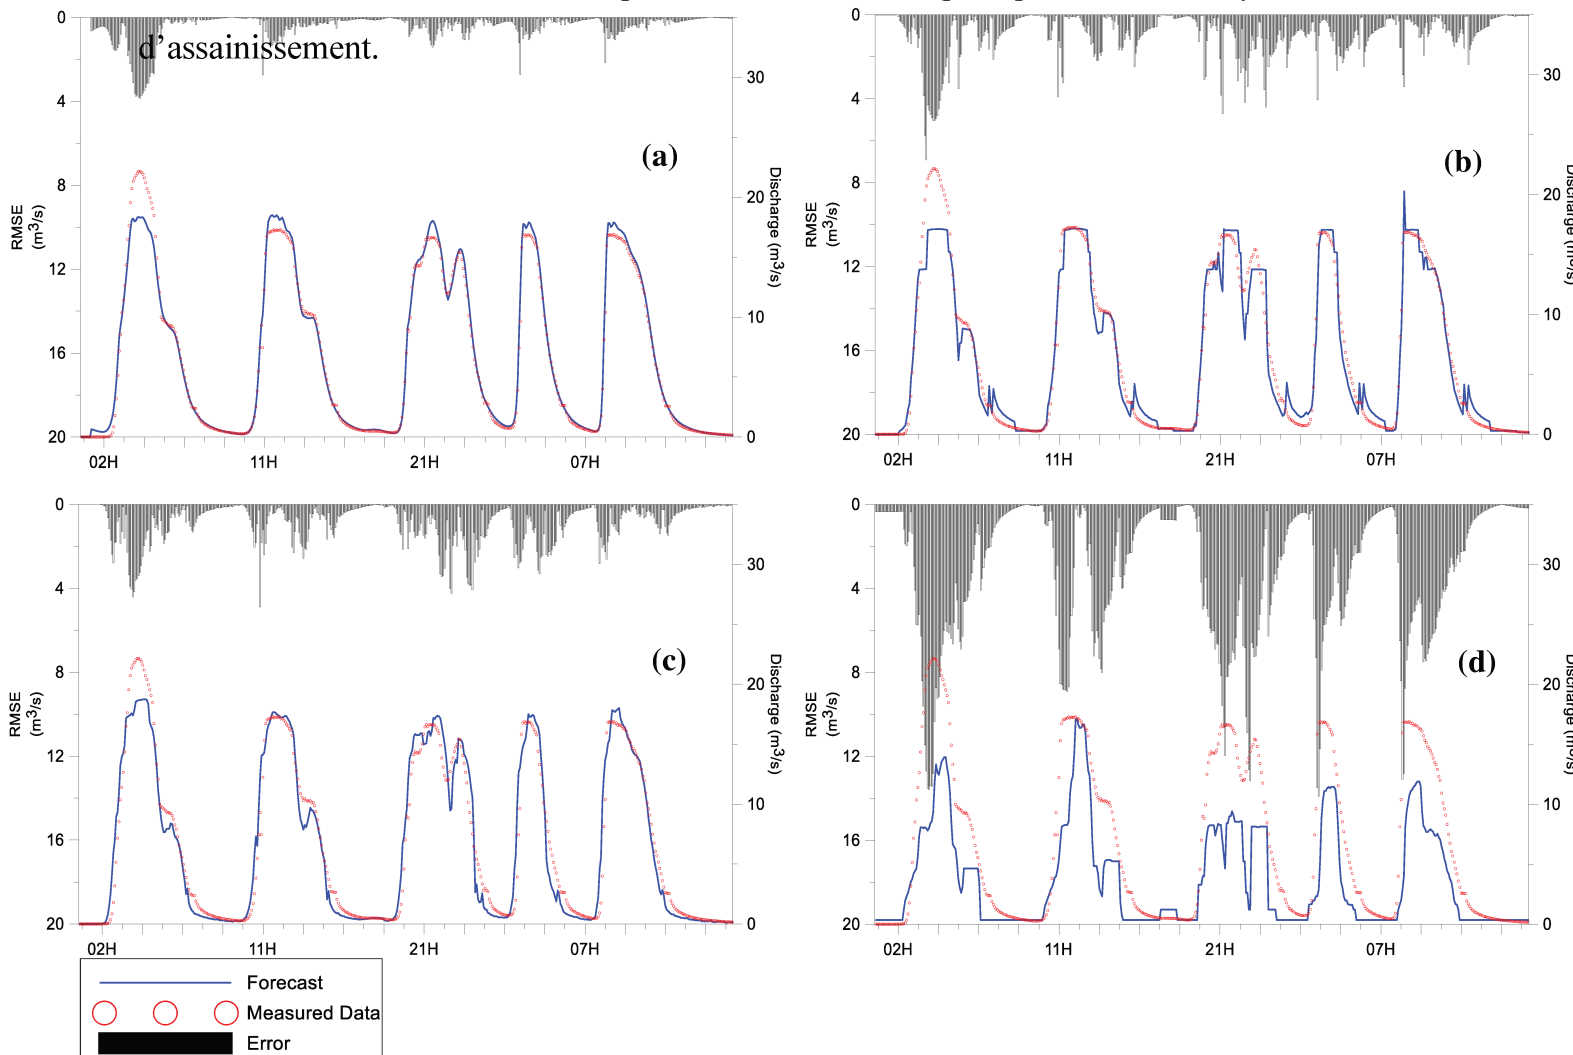 d'assainissement.
0
4
8
12
16
20
RMSE
(m³/s)
30
20
10
0
Discharge (m³/s)
(a)
02H
11H
21H
07H
0
4
8
12
16
20
RMSE
(m³/s)
30
20
10
0
(b)
02H
11H
21H
07H
0
4
8
12
16
20
RMSE
(m³/s)
30
20
10
0
Discharge (m³/s)
(c)
02H
11H
21H
07H
0
4
8
12
16
20
RMSE
(m³/s)
30
20
10
0
(d)
02H
11H
21H
07H
Forecast
Measured Data
Error